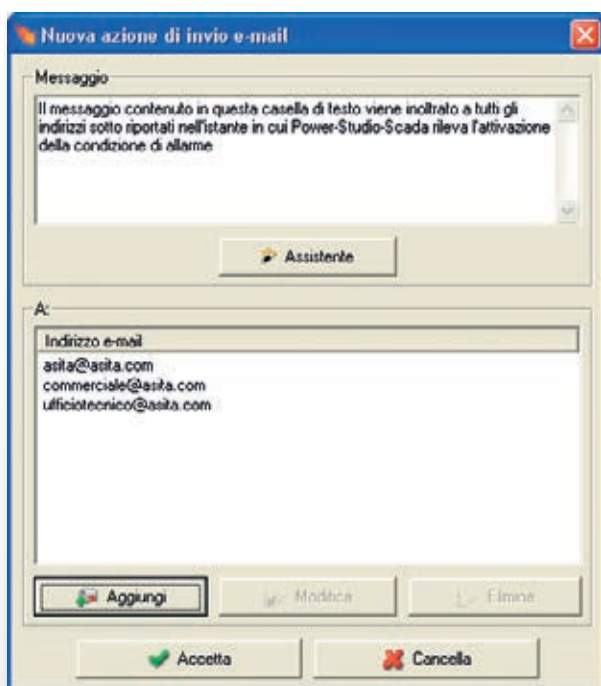 Nuova azione di invio e-mail
Messaggio
Il messaggio contenuto in questa casella di testo viene inoltrato a tutti gli
indirizzi sotto riportati nell'istante in cui Power-Studio-Scada rileva l'attivazione
della condizione di allarme
Assistente
A:
Indirizzo e-mail
asita@asita.com
commerciale@asita.com
ufficiotecnico@asita.com
Aggiungi Modifica Elimina
Accetta Cancella